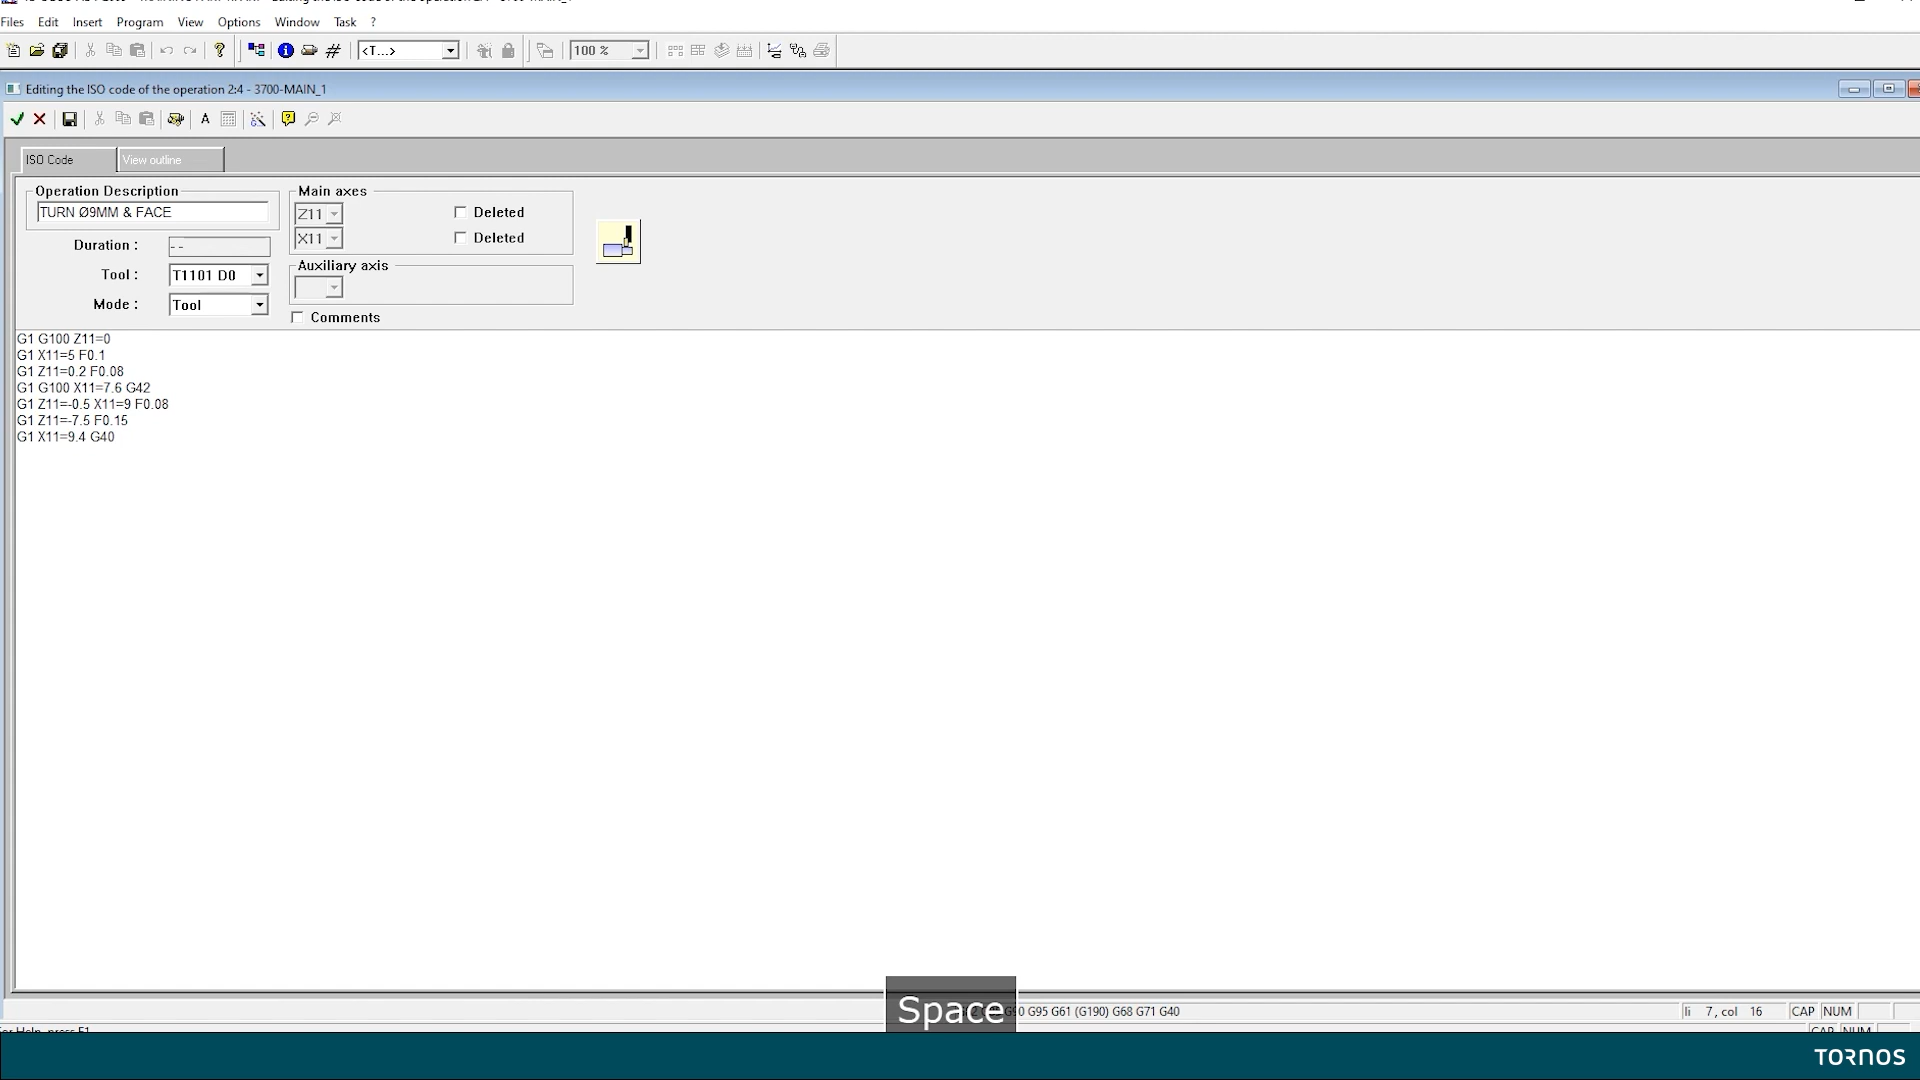 Files Edit Insert Program View Options Window Task ?
<T...> 100 %
Editing the ISO code of the operation 2:4 - 3700-MAIN_1
ISO Code View outline
Operation Description
TURN Ø9MM & FACE
Duration : --
Tool : T1101 D0
Mode : Tool
Main axes
Z11 Deleted
X11 Deleted
Auxiliary axis
Comments
G1 G100 Z11=0
G1 X11=5 F0.1
G1 Z11=0.2 F0.08
G1 G100 X11=7.6 G42
G1 Z11=-0.5 X11=9 F0.08
G1 Z11=-7.5 F0.15
G1 X11=9.4 G40
Space
G95 G61 (G190) G68 G71 G40
li 7, col 16 CAP NUM
TORNOS